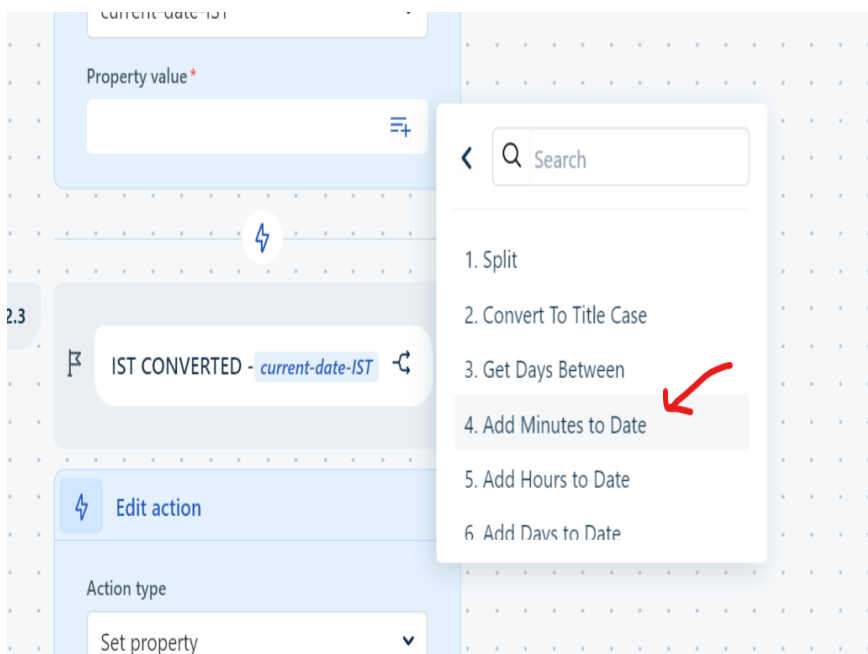 current-date-IST
Property value*
Search
1. Split
2. Convert To Title Case
3. Get Days Between
4. Add Minutes to Date
5. Add Hours to Date
6. Add Days to Date
2.3
IST CONVERTED - current-date-IST
Edit action
Action type
Set property